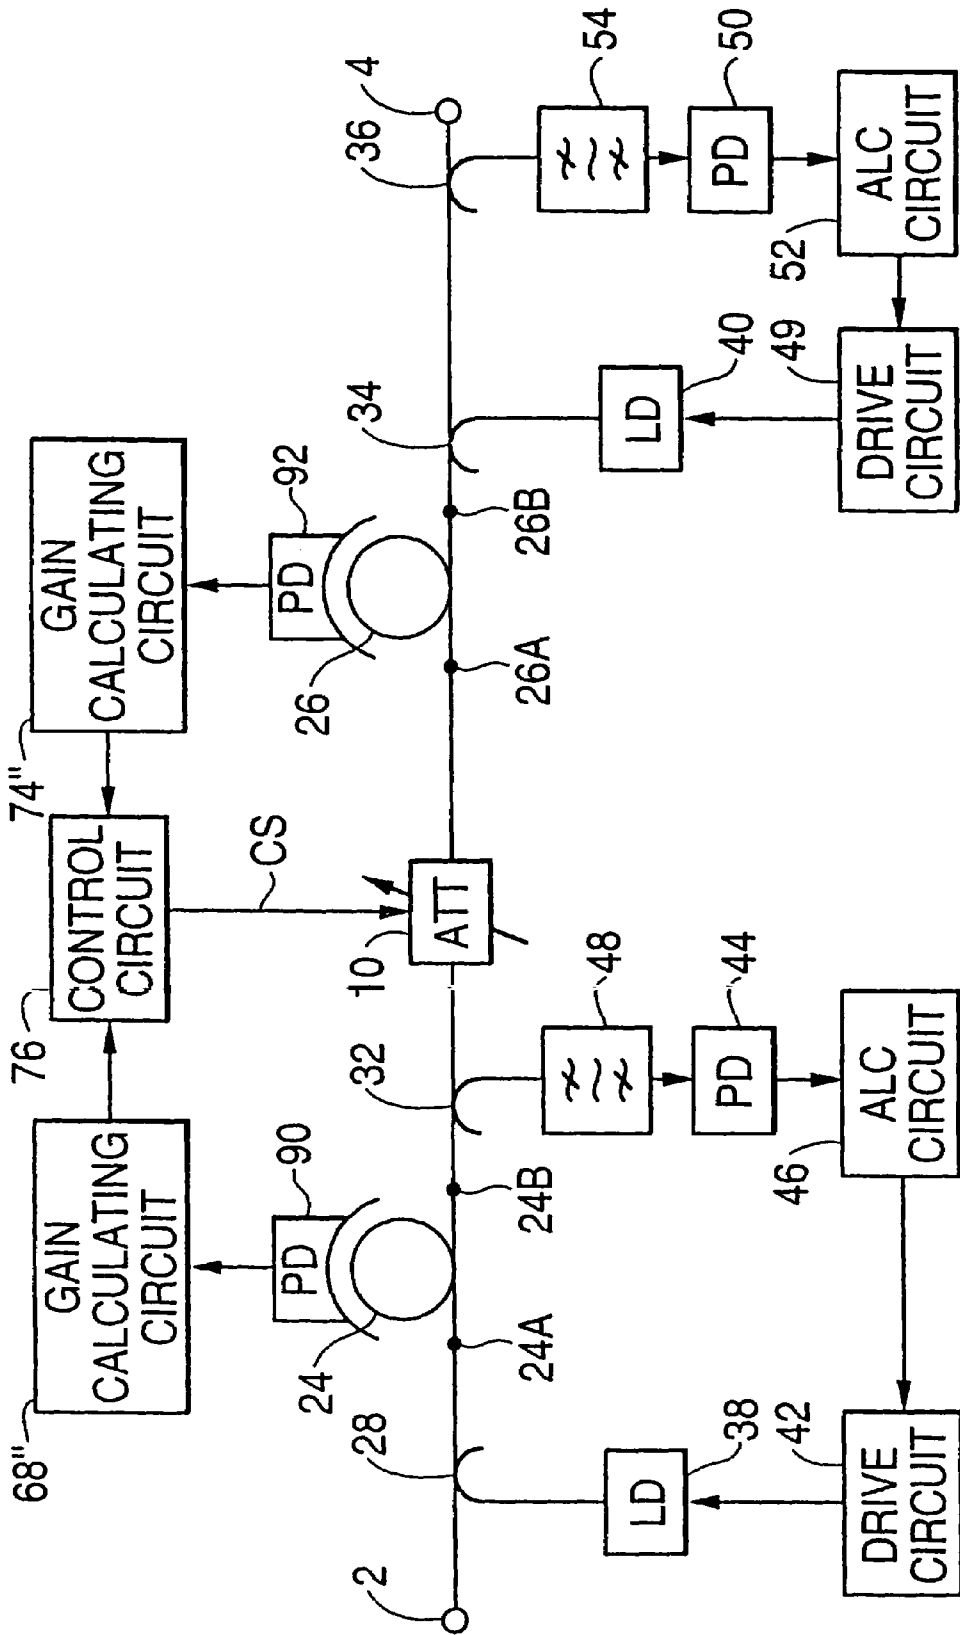 68"
GAIN
CALCULATING
CIRCUIT
76
CONTROL
CIRCUIT
74"
GAIN
CALCULATING
CIRCUIT
CS
PD
90
PD
92
24
26
10
ATT
2
28
24A
24B
32
26A
26B
34
36
4
48
54
LD
38
PD
44
LD
40
PD
50
DRIVE
CIRCUIT
42
ALC
CIRCUIT
46
DRIVE
CIRCUIT
49
ALC
CIRCUIT
52